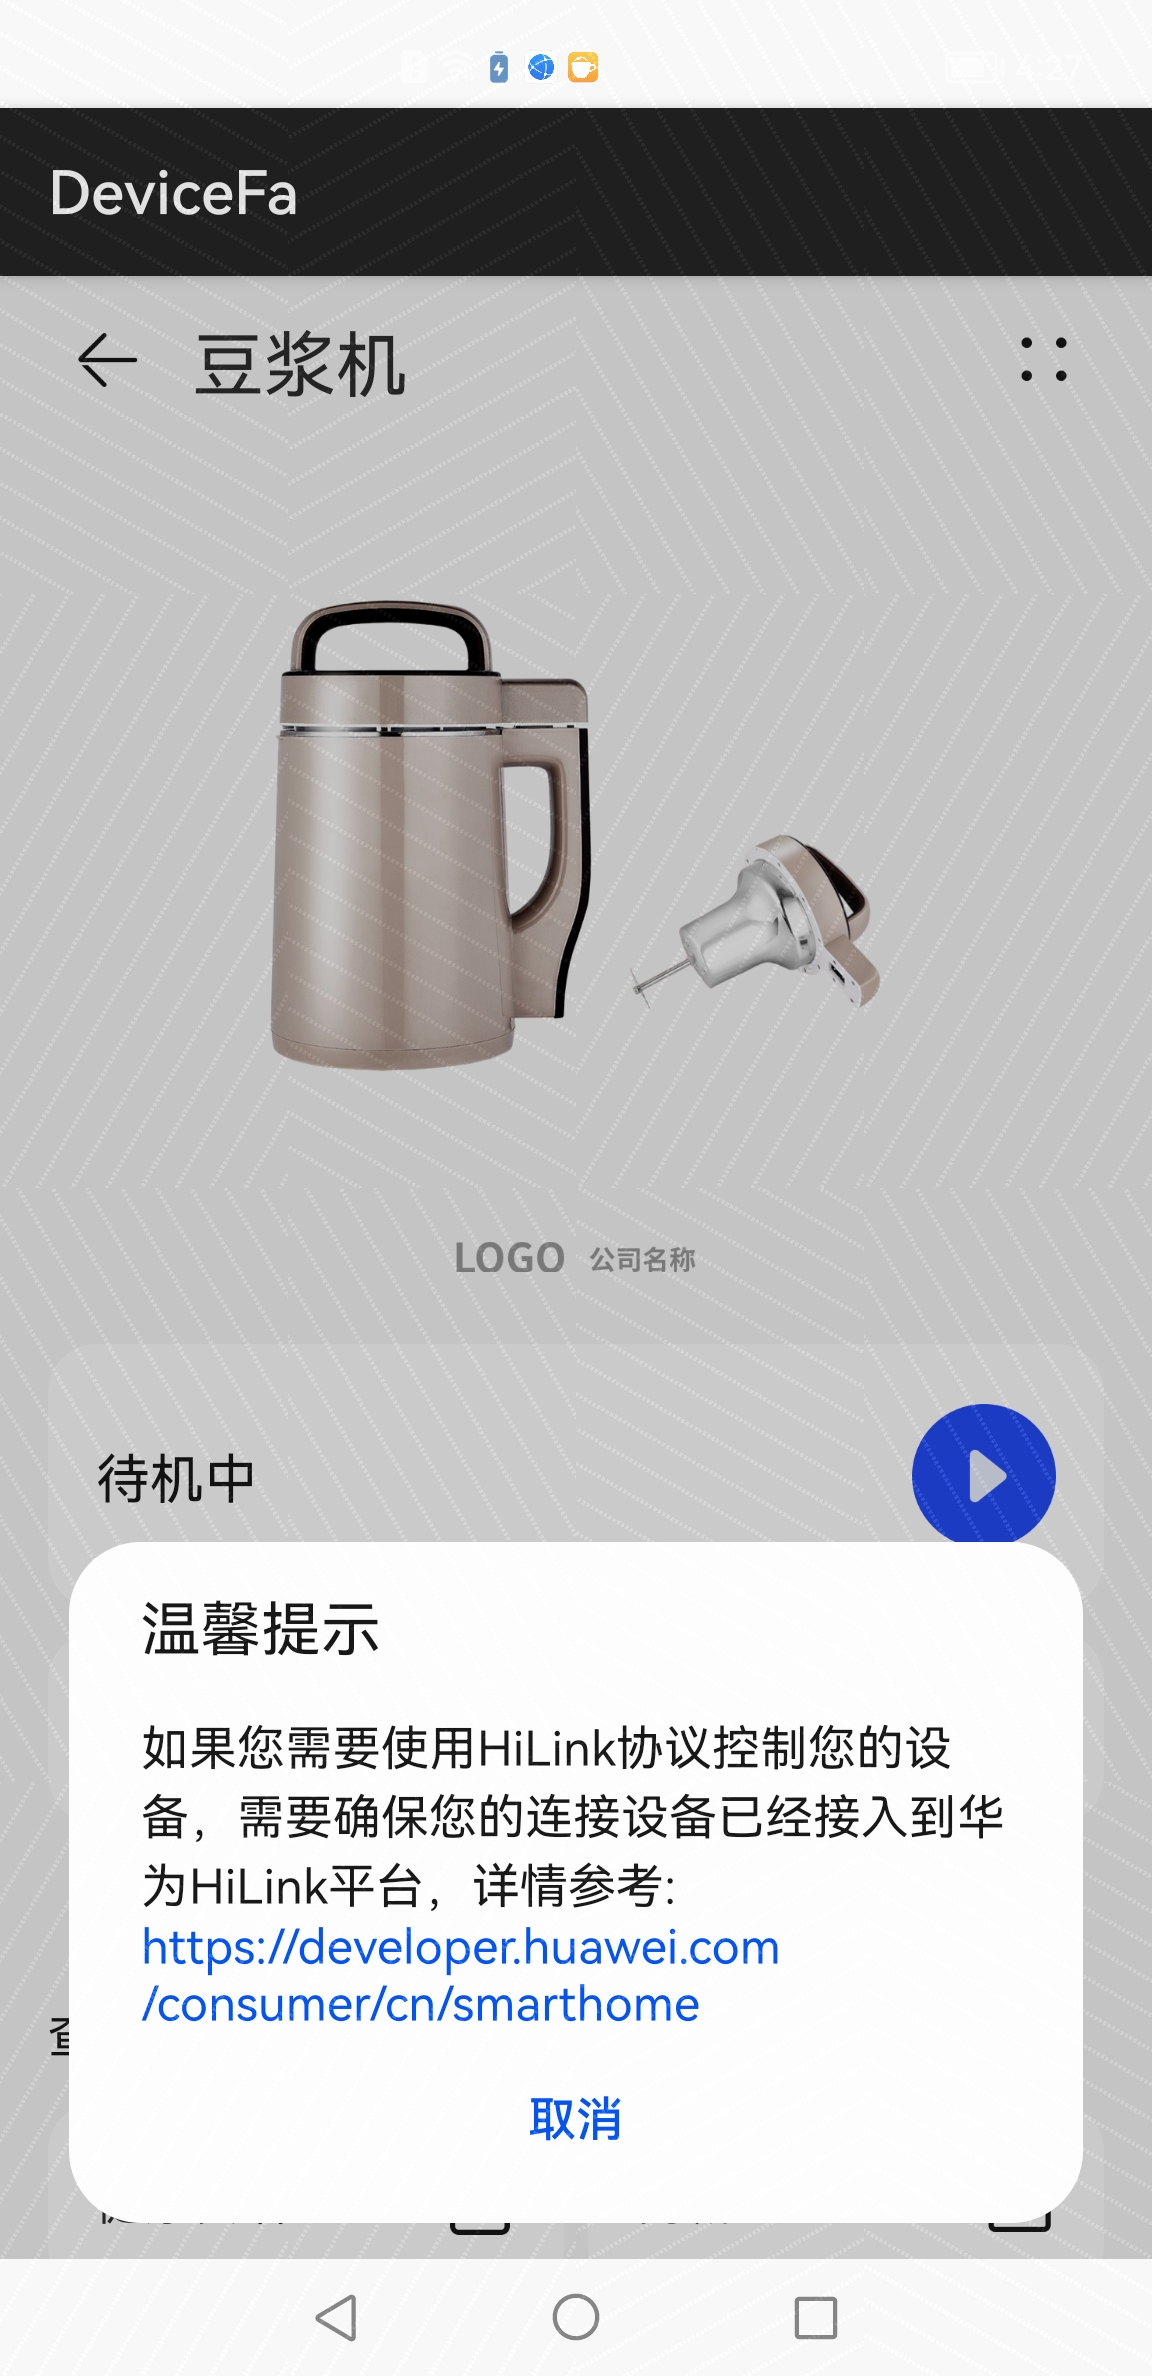 DeviceFa
豆浆机
LOGO 公司名称
待机中
温馨提示
如果您需要使用HiLink协议控制您的设
备，需要确保您的连接设备已经接入到华
为HiLink平台，详情参考:
https://developer.huawei.com
/consumer/cn/smarthome
取消